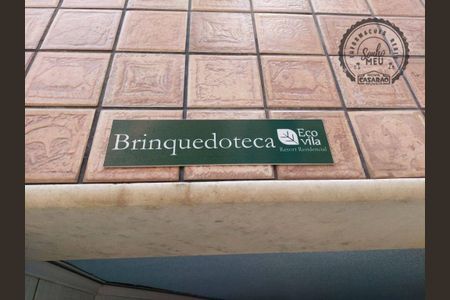 Sonho
MEU
CASARÃO
Brinquedoteca
Eco
vila
Resort Residencial